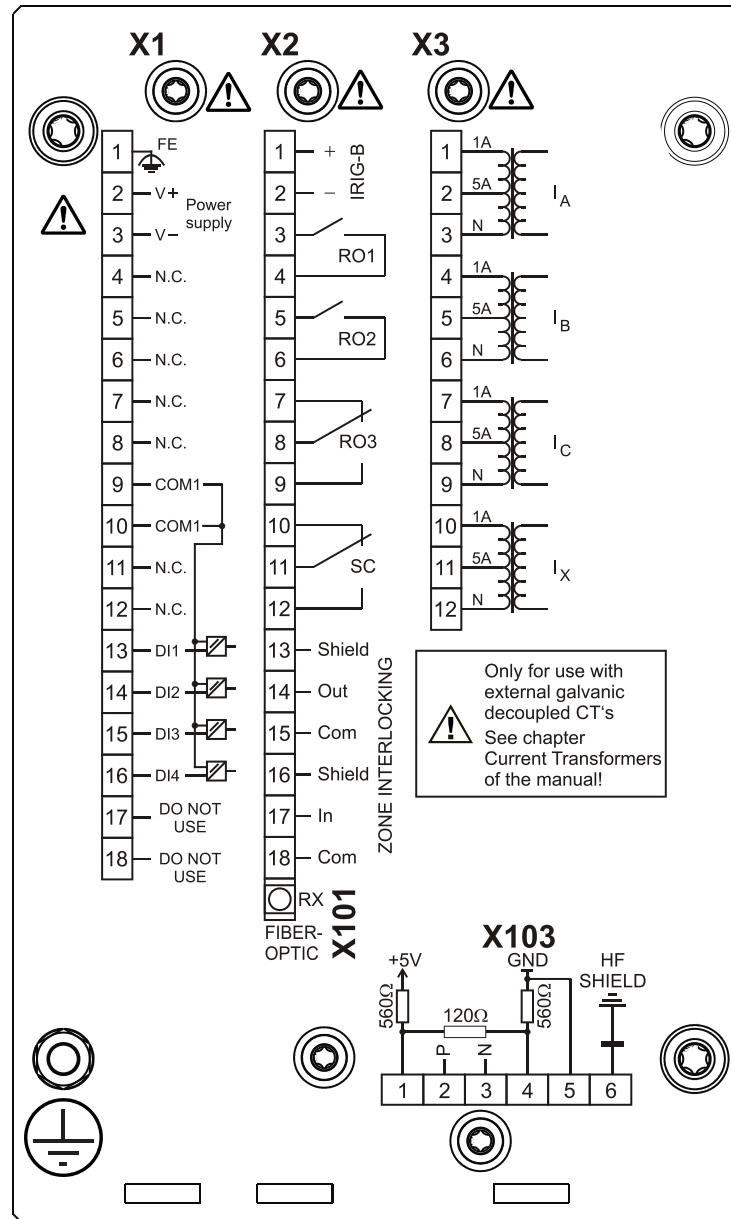 X1
X2
X3
1 FE
2 V+
Power
supply
3 V–
4 N.C.
5 N.C.
6 N.C.
7 N.C.
8 N.C.
9 COM1
10 COM1
11 N.C.
12 N.C.
13 DI1
14 DI2
15 DI3
16 DI4
17 DO NOT
USE
18 DO NOT
USE
1 +
2 –
IRIG-B
3
RO1
4
5
RO2
6
7
8 RO3
9
10
11 SC
12
13 Shield
14 Out
15 Com
16 Shield
17 In
18 Com
ZONE INTERLOCKING
RX
FIBER-
OPTIC
X101
1 1A
2 5A
IA
3 N
4 1A
5 5A
IB
6 N
7 1A
8 5A
IC
9 N
10 1A
11 5A
IX
12 N
Only for use with
external galvanic
decoupled CT‘s
See chapter
Current Transformers
of the manual!
X103
+5V
GND
HF
SHIELD
560Ω
120Ω
560Ω
P
N
1 2 3 4 5 6